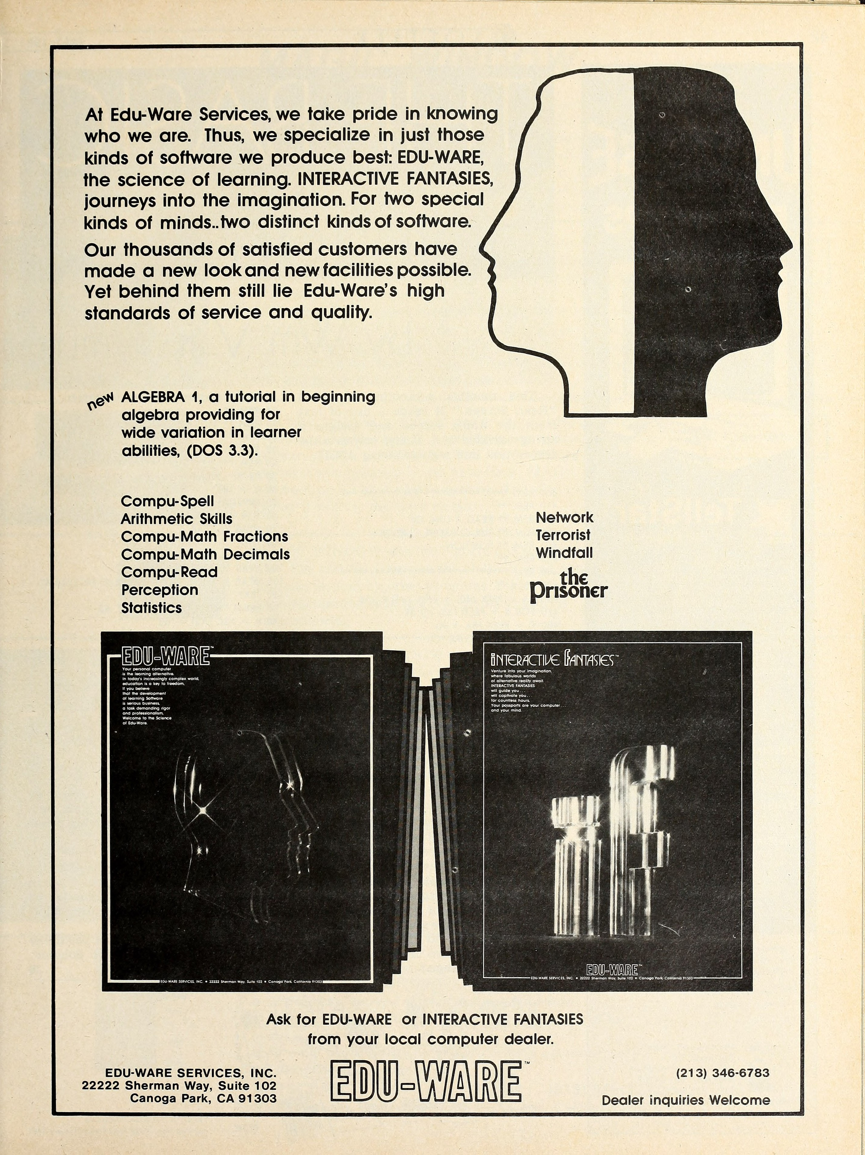 At Edu-Ware Services, we take pride in knowing
who we are. Thus, we specialize in just those
kinds of software we produce best: EDU-WARE,
the science of learning. INTERACTIVE FANTASIES,
journeys into the imagination. For two special
kinds of minds..two distinct kinds of software.
Our thousands of satisfied customers have
made a new look and new facilities possible.
Yet behind them still lie Edu-Ware's high
standards of service and quality.
new ALGEBRA 1, a tutorial in beginning
algebra providing for
wide variation in learner
abilities, (DOS 3.3).
Compu-Spell
Arithmetic Skills
Compu-Math Fractions
Compu-Math Decimals
Compu-Read
Perception
Statistics
Network
Terrorist
Windfall
the
Prisoner
EDU-WARE™
Your personal computer
is the learning alternative.
In today's increasingly complex world,
education is a key to freedom.
If you believe
that the development
of learning Software
is serious business,
a task demanding rigor
and professionalism,
Welcome to the Science
of Edu-Ware.
EDU-WARE SERVICES, INC. • 22222 Sherman Way, Suite 102 • Canoga Park, California 91303
INTERACTIVE FANTASIES™
Venture into your imagination,
where fabulous worlds
of alternative reality await.
INTERACTIVE FANTASIES
will guide you...
will captivate you...
for countless hours.
Your passports are your computer
and your mind.
EDU-WARE™
EDU-WARE SERVICES, INC. • 22222 Sherman Way, Suite 102 • Canoga Park, California 91303
Ask for EDU-WARE or INTERACTIVE FANTASIES
from your local computer dealer.
EDU-WARE SERVICES, INC.
22222 Sherman Way, Suite 102
Canoga Park, CA 91303
EDU-WARE™
(213) 346-6783
Dealer inquiries Welcome